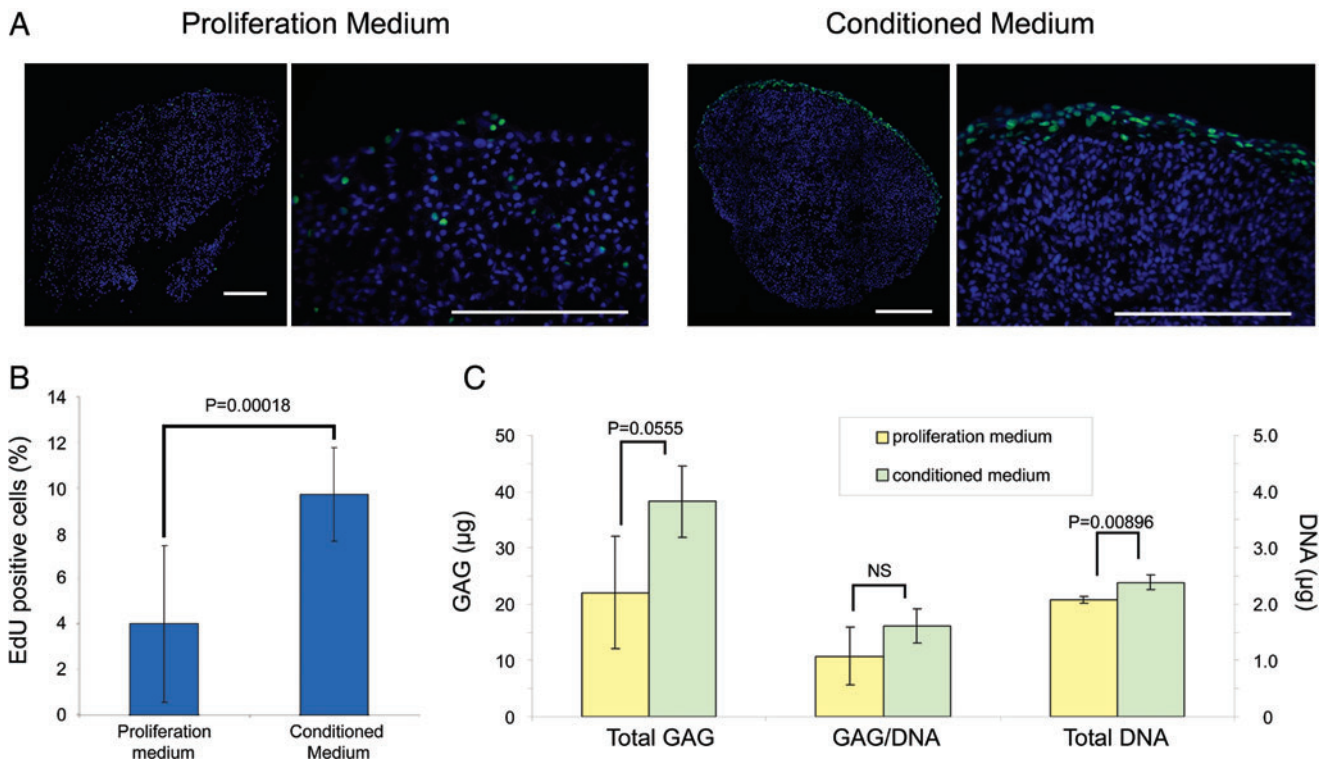 A
Proliferation Medium
Conditioned Medium
B
EdU positive cells (%)
14
12
10
8
6
4
2
0
P=0.00018
Proliferation
medium
Conditioned
Medium
C
GAG (µg)
50
40
30
20
10
0
P=0.0555
NS
P=0.00896
proliferation medium
conditioned medium
5.0
4.0
3.0
2.0
1.0
0
DNA (µg)
Total GAG
GAG/DNA
Total DNA